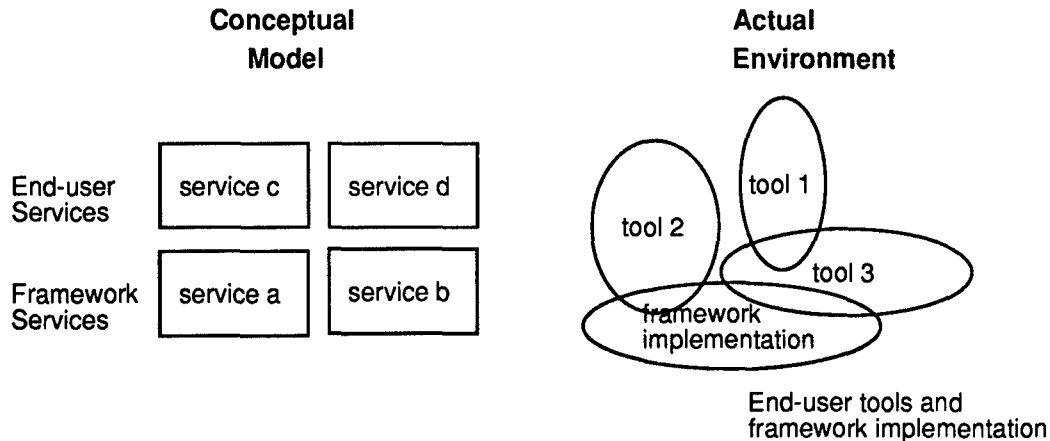 Conceptual
Model
Actual
Environment
End-user
Services
service c
service d
Framework
Services
service a
service b
tool 1
tool 2
tool 3
framework
implementation
End-user tools and
framework implementation